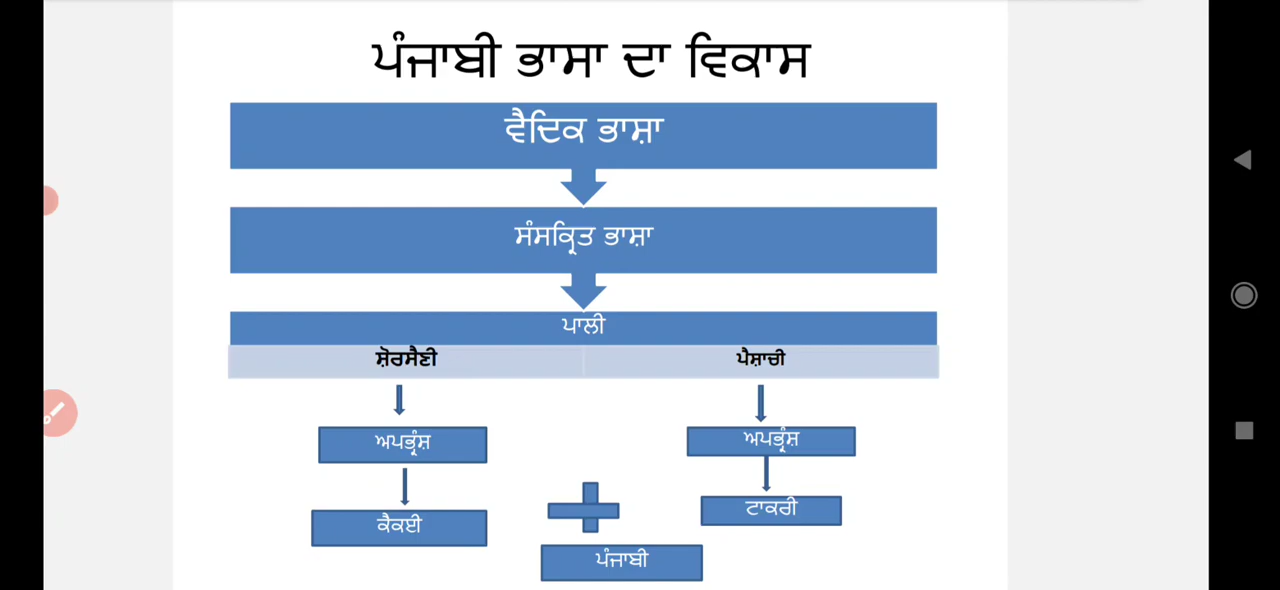 ਪੰਜਾਬੀ ਭਾਸਾ ਦਾ ਵਿਕਾਸ
ਵੈਦਿਕ ਭਾਸ਼ਾ
ਸੰਸਕ੍ਰਿਤ ਭਾਸ਼ਾ
ਪਾਲੀ
ਸ਼ੋਰਸੈਣੀ
ਪੈਸ਼ਾਚੀ
ਅਪਭ੍ਰੰਸ਼
ਅਪਭ੍ਰੰਸ਼
ਕੈਕਈ
ਟਾਕਰੀ
ਪੰਜਾਬੀ